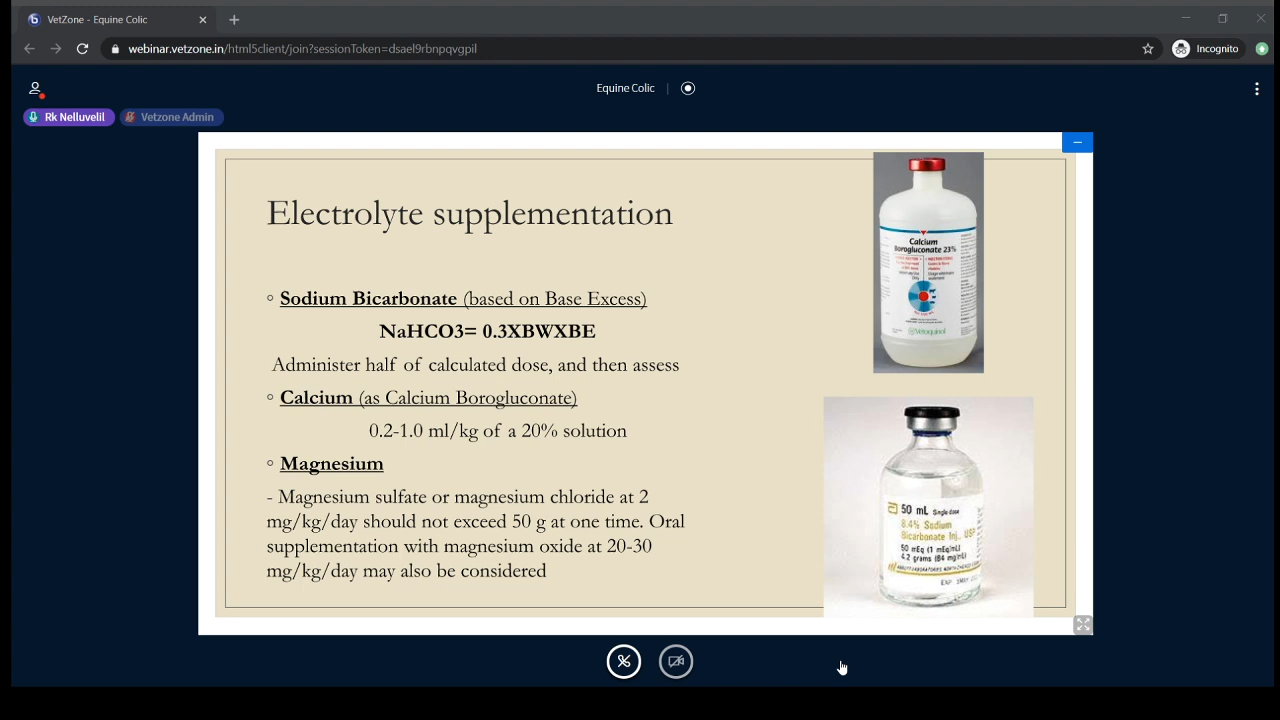 VetZone - Equine Colic
webinar.vetzone.in/html5client/join?sessionToken=dsael9rbnpqvgpil
Incognito
Equine Colic
Rk Nelluvelil
Vetzone Admin
Electrolyte supplementation
◦ Sodium Bicarbonate (based on Base Excess)
NaHCO3= 0.3XBWXBE
Administer half of calculated dose, and then assess
◦ Calcium (as Calcium Borogluconate)
0.2-1.0 ml/kg of a 20% solution
◦ Magnesium
- Magnesium sulfate or magnesium chloride at 2
mg/kg/day should not exceed 50 g at one time. Oral
supplementation with magnesium oxide at 20-30
mg/kg/day may also be considered
Calcium
Borogluconate 23%
Vetoquinol
50 mL Single-dose
8.4% Sodium
Bicarbonate Inj., USP
50 mEq (1 mEq/mL)
4.2 grams (84 mg/mL)
EXP